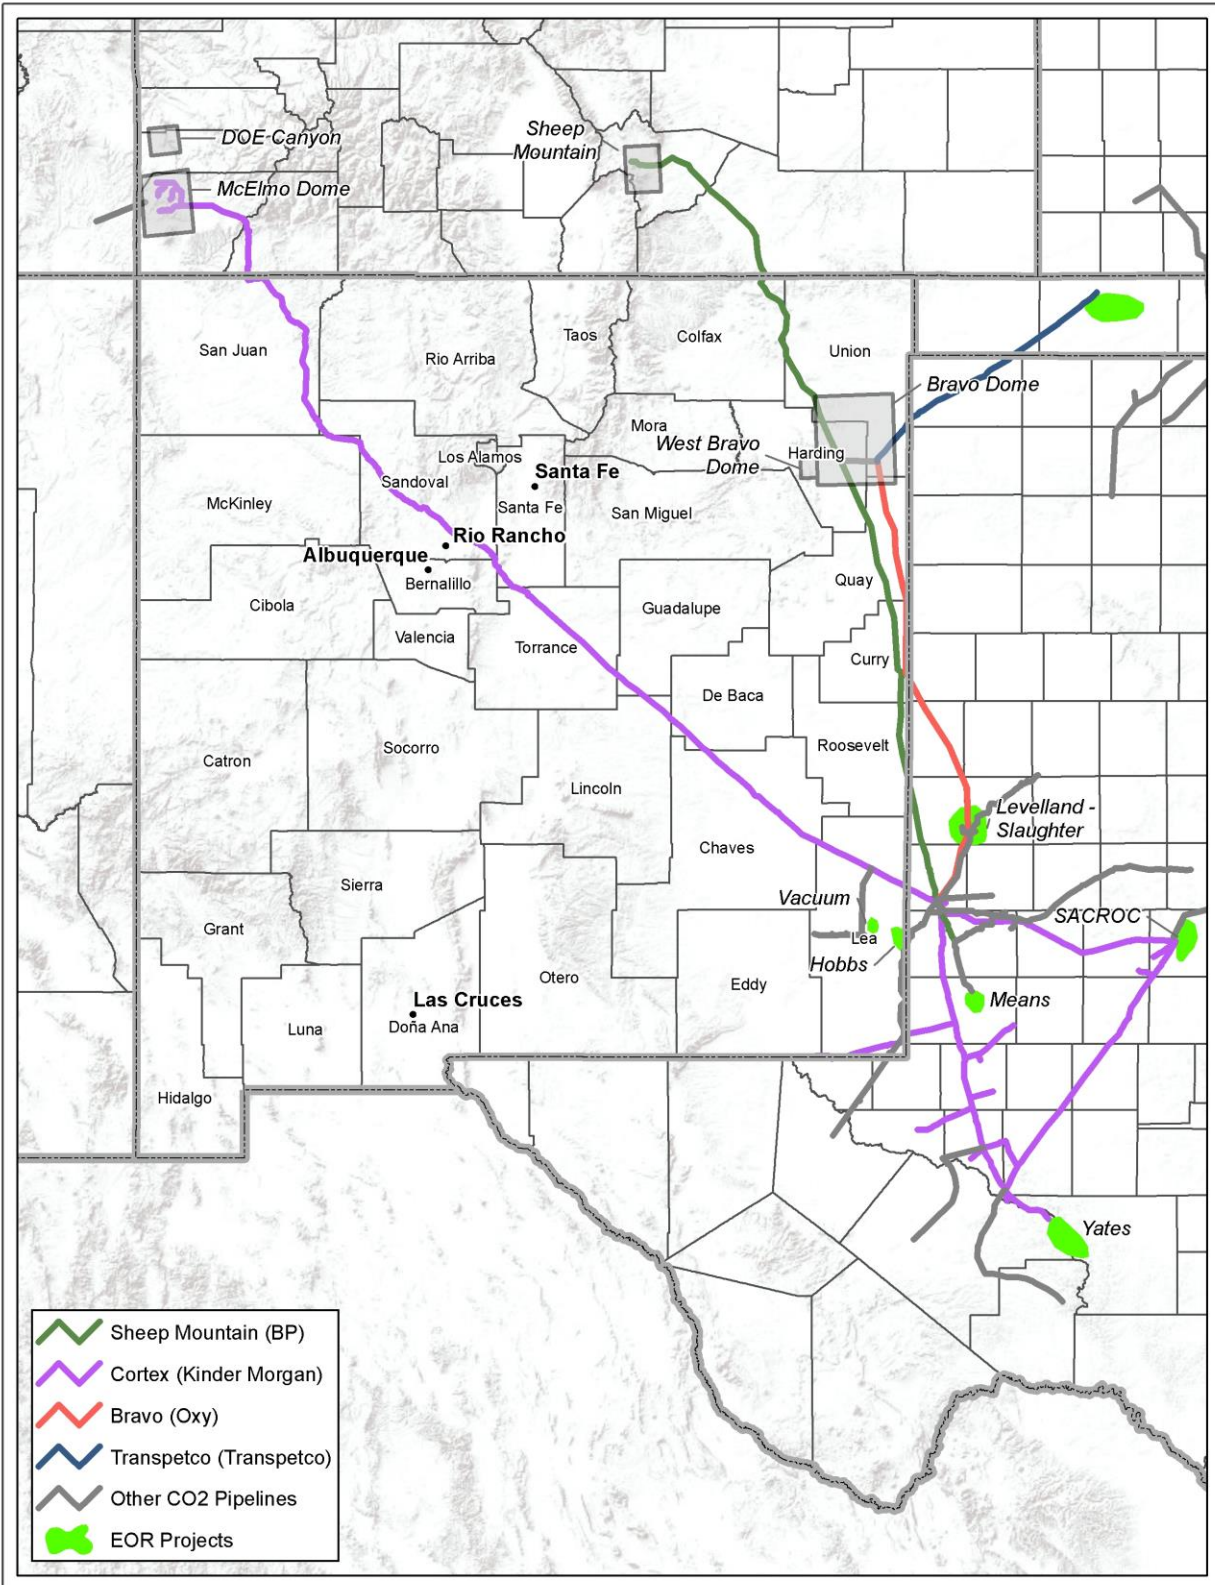 DOE Canyon
Sheep
Mountain
McElmo Dome
San Juan
Rio Arriba
Taos
Colfax
Union
Bravo Dome
Mora
West Bravo
Dome
Harding
Los Alamos
Santa Fe
Sandoval
McKinley
Santa Fe
San Miguel
Rio Rancho
Albuquerque
Bernalillo
Quay
Cibola
Guadalupe
Valencia
Torrance
Curry
De Baca
Roosevelt
Socorro
Catron
Lincoln
Levelland -
Slaughter
Chaves
Sierra
Vacuum
SACROC
Grant
Lea
Hobbs
Otero
Eddy
Las Cruces
Means
Luna
Doña Ana
Hidalgo
Yates
Sheep Mountain (BP)
Cortex (Kinder Morgan)
Bravo (Oxy)
Transpetco (Transpetco)
Other CO2 Pipelines
EOR Projects